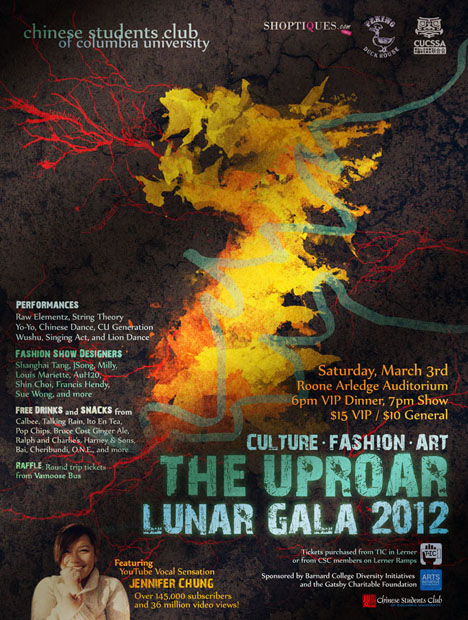 chinese students club
of columbia university
SHOPTIQUES.com
PEKING
DUCK HOUSE
CUCSSA
PERFORMANCES
Raw Elementz, String Theory
Yo-Yo, Chinese Dance, CU Generation
Wushu, Singing Act, and Lion Dance
FASHION SHOW DESIGNERS
Shanghai Tang, JSong, Milly,
Louis Mariette, AuH2O,
Shin Choi, Francis Hendy,
Sue Wong, and more
FREE DRINKS and SNACKS from
Calbee, Talking Rain, Ito En Tea,
Pop Chips, Bruce Cost Ginger Ale,
Ralph and Charlie's, Harney & Sons,
Bai, Cheribundi, O.N.E., and more
RAFFLE: Round trip tickets
from Vamoose Bus
Saturday, March 3rd
Roone Arledge Auditorium
6pm VIP Dinner, 7pm Show
$15 VIP / $10 General
CULTURE · FASHION · ART
THE UPROAR
LUNAR GALA 2012
Tickets purchased from TIC in Lerner
or from CSC members on Lerner Ramps
TIC
Featuring
YouTube Vocal Sensation
JENNIFER CHUNG
Over 145,000 subscribers
and 36 million video views!
Sponsored by Barnard College Diversity Initiatives
and the Gatsby Charitable Foundation
ARTS
Chinese Students Club